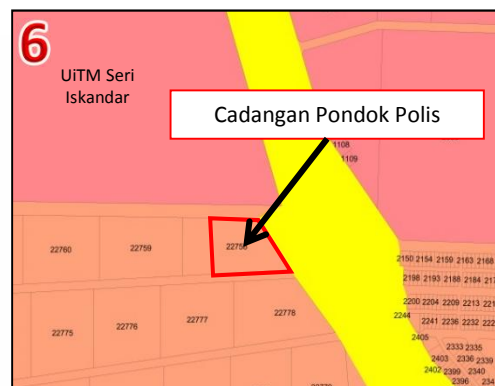 6
UiTM Seri
Iskandar
Cadangan Pondok Polis
1108
1109
22760 22759 22758
2150 2154 2159 2163 2168
2198 2193 2188 2184
2200 2204 2209 2213
2244 2241 2236 2232
22775 22776 22777 22778
2405
2333 2335
2403 2336 2339
2402 2399 2340
2396